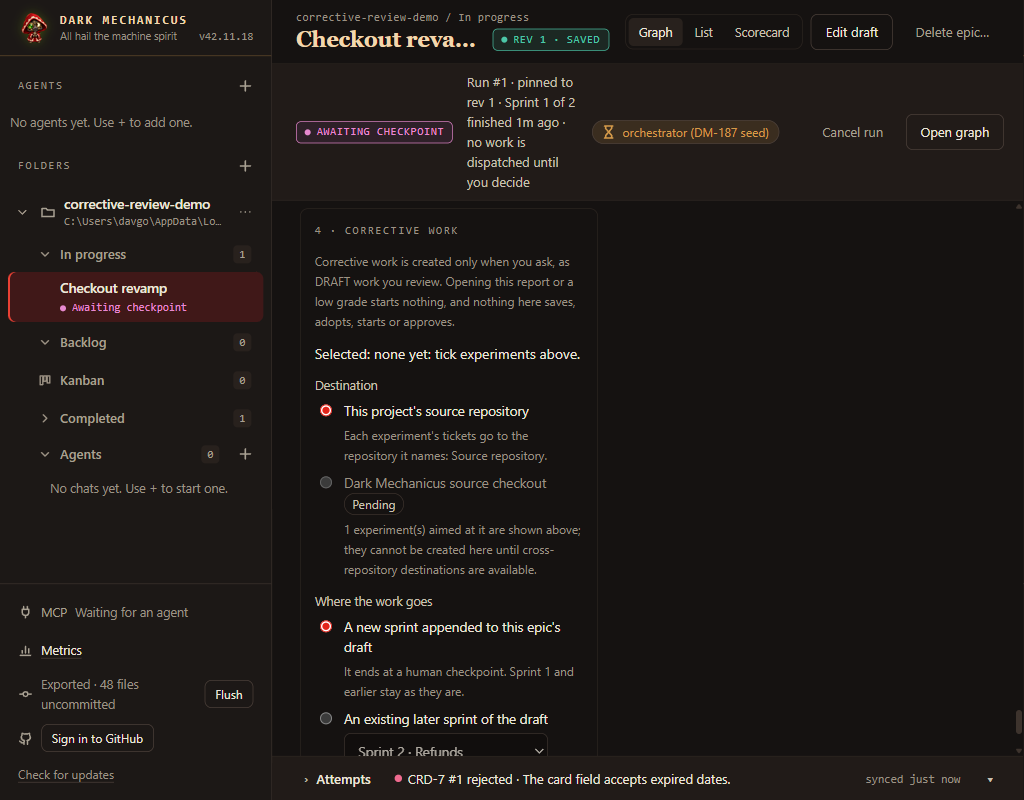 DARK MECHANICUS
All hail the machine spirit v42.11.18
AGENTS
No agents yet. Use + to add one.
FOLDERS
corrective-review-demo
C:\Users\davgo\AppData\Lo…
In progress 1
Checkout revamp
Awaiting checkpoint
Backlog 0
Kanban 0
Completed 1
Agents 0
No chats yet. Use + to start one.
MCP Waiting for an agent
Metrics
Exported · 48 files
uncommitted
Flush
Sign in to GitHub
Check for updates
corrective-review-demo / In progress
Checkout reva…
REV 1 · SAVED
Graph List Scorecard
Edit draft
Delete epic…
AWAITING CHECKPOINT
Run #1 · pinned to
rev 1 · Sprint 1 of 2
finished 1m ago ·
no work is
dispatched until
you decide
orchestrator (DM-187 seed)
Cancel run
Open graph
4 · CORRECTIVE WORK
Corrective work is created only when you ask, as
DRAFT work you review. Opening this report or a
low grade starts nothing, and nothing here saves,
adopts, starts or approves.
Selected: none yet: tick experiments above.
Destination
This project's source repository
Each experiment's tickets go to the
repository it names: Source repository.
Dark Mechanicus source checkout
Pending
1 experiment(s) aimed at it are shown above;
they cannot be created here until cross-
repository destinations are available.
Where the work goes
A new sprint appended to this epic's
draft
It ends at a human checkpoint. Sprint 1 and
earlier stay as they are.
An existing later sprint of the draft
Sprint 2 · Refunds
Attempts CRD-7 #1 rejected · The card field accepts expired dates.
synced just now